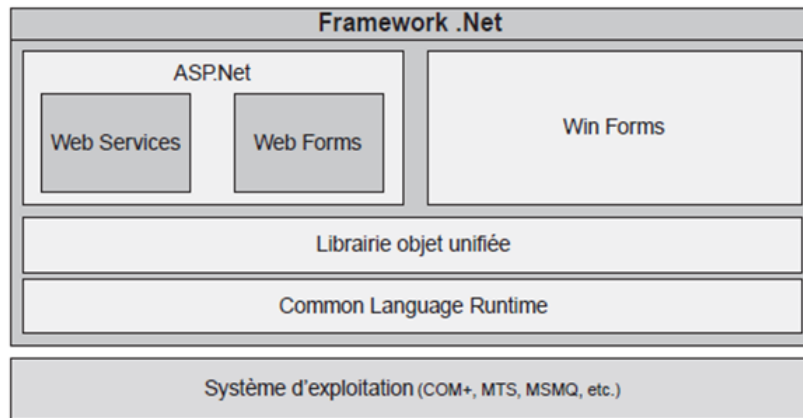 Framework .Net
ASP.Net
Web Services
Web Forms
Win Forms
Librairie objet unifiée
Common Language Runtime
Système d'exploitation (COM+, MTS, MSMQ, etc.)